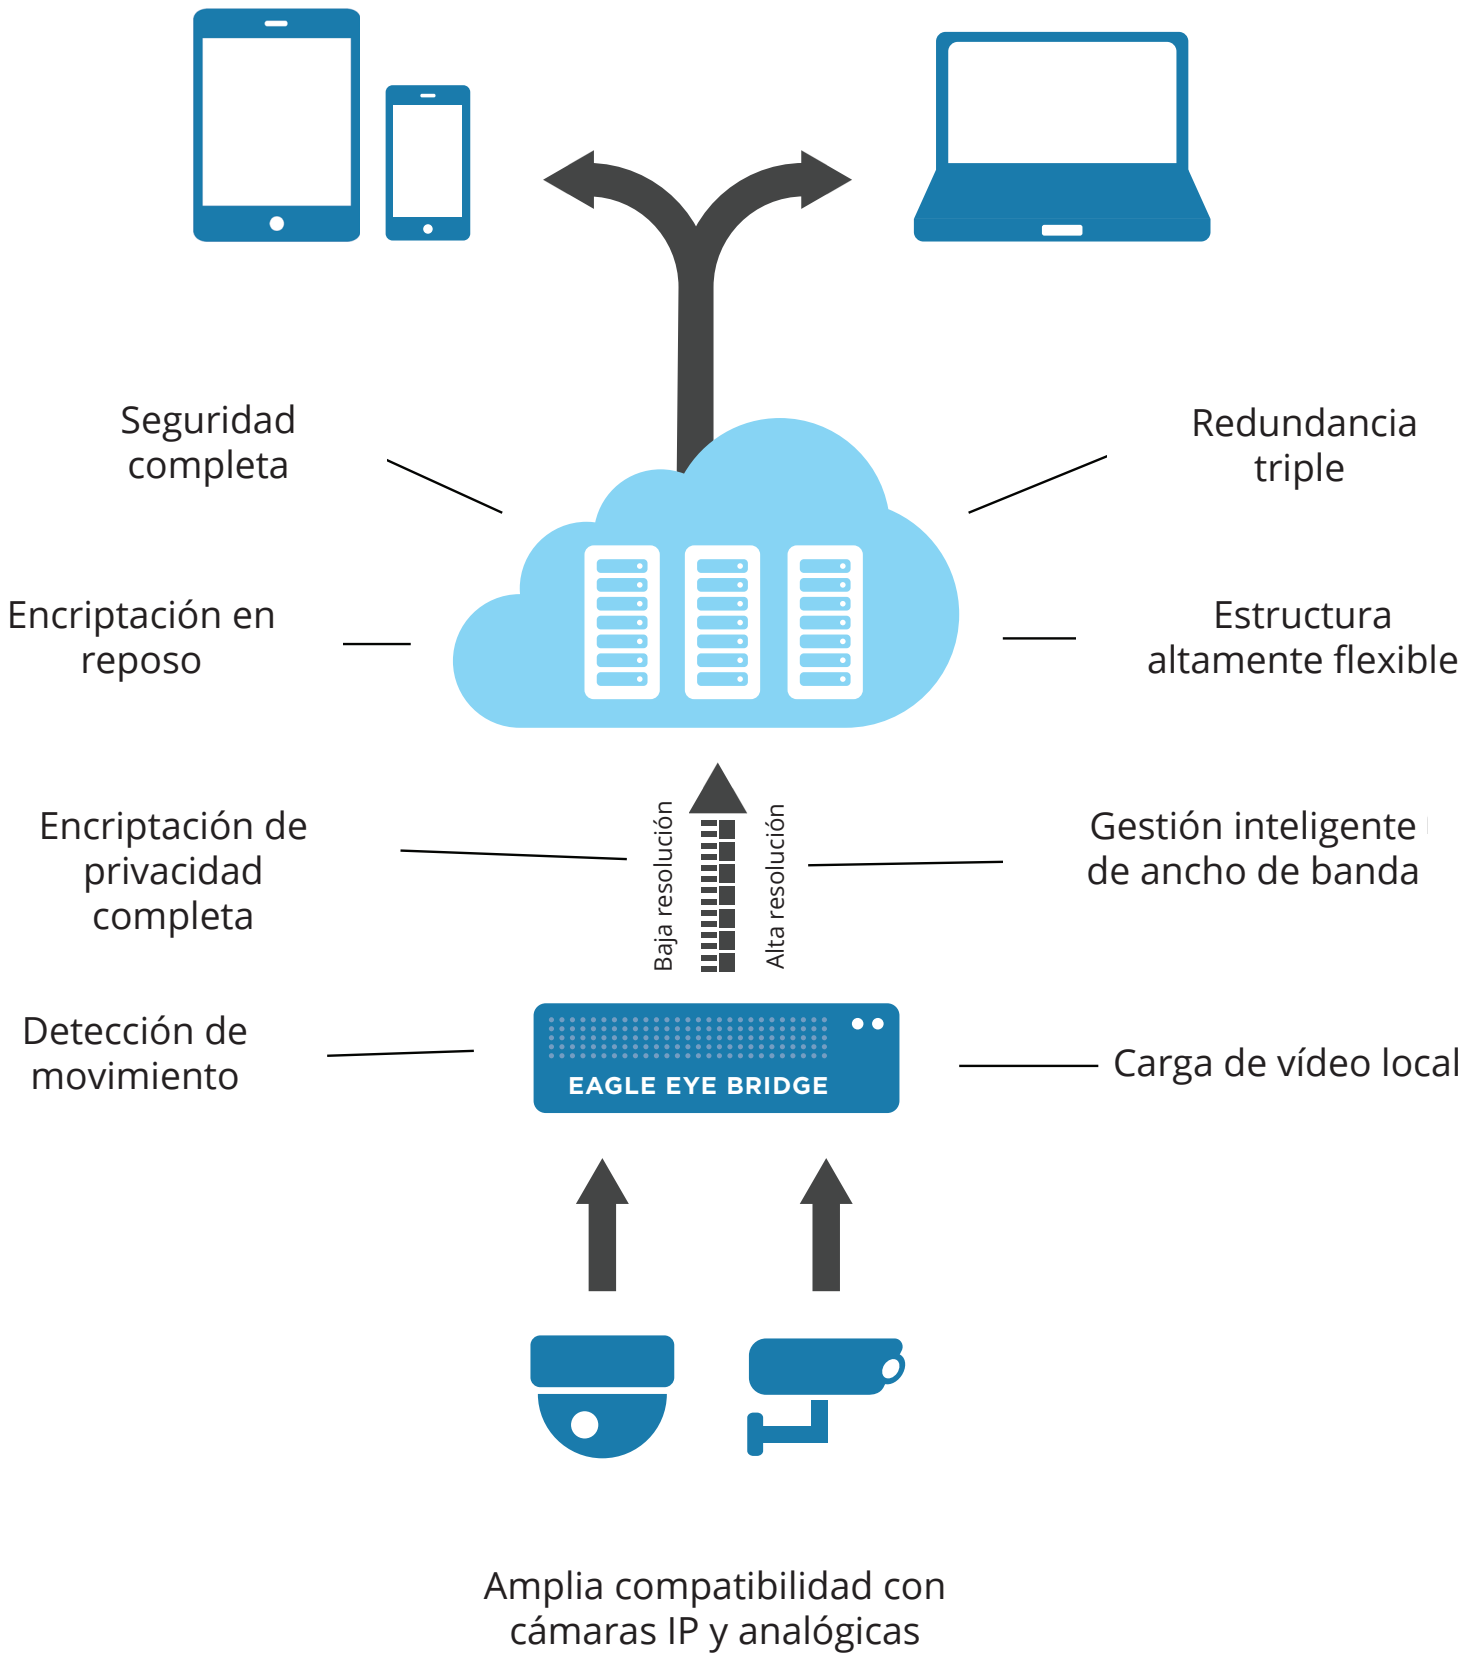 Seguridad
completa
Redundancia
triple
Encriptación en
reposo
Estructura
altamente flexible
Encriptación de
privacidad
completa
Baja resolución
Alta resolución
Gestión inteligente
de ancho de banda
Detección de
movimiento
EAGLE EYE BRIDGE
Carga de vídeo local
Amplia compatibilidad con
cámaras IP y analógicas